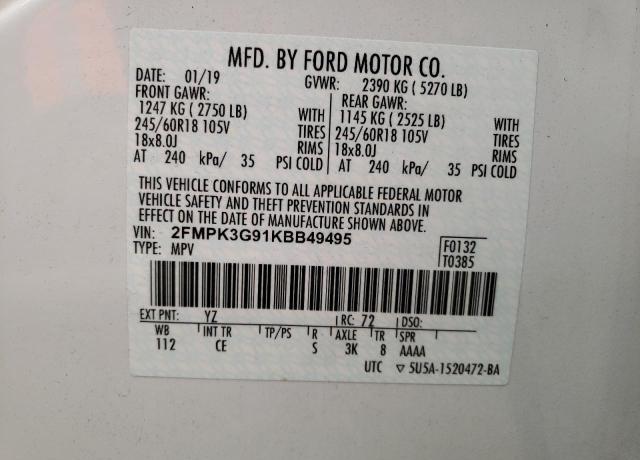 MFD. BY FORD MOTOR CO.
DATE: 01/19 GVWR: 2390 KG ( 5270 LB)
FRONT GAWR: REAR GAWR:
1247 KG ( 2750 LB) WITH 1145 KG ( 2525 LB) WITH
245/60R18 105V TIRES 245/60R18 105V TIRES
18x8.0J RIMS 18x8.0J RIMS
AT 240 kPa/ 35 PSI COLD AT 240 kPa/ 35 PSI COLD
THIS VEHICLE CONFORMS TO ALL APPLICABLE FEDERAL MOTOR
VEHICLE SAFETY AND THEFT PREVENTION STANDARDS IN
EFFECT ON THE DATE OF MANUFACTURE SHOWN ABOVE.
VIN: 2FMPK3G91KBB49495 F0132
TYPE: MPV T0385
EXT PNT: YZ RC: 72 DSO:
WB INT TR TP/PS R AXLE TR SPR
112 CE S 3K 8 AAAA
UTC ▽ 5U5A-1520472-BA